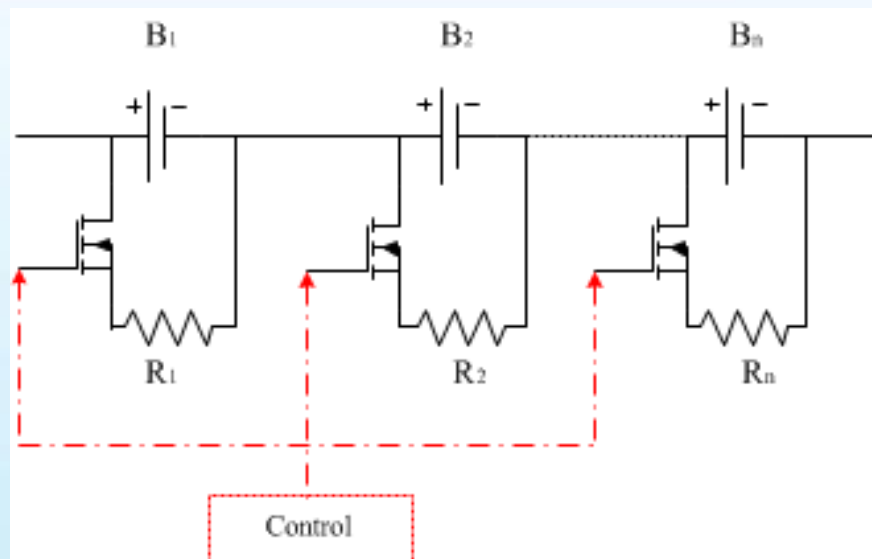 B₁ B₂ Bₙ
+ − + − + −
R₁ R₂ Rₙ
Control